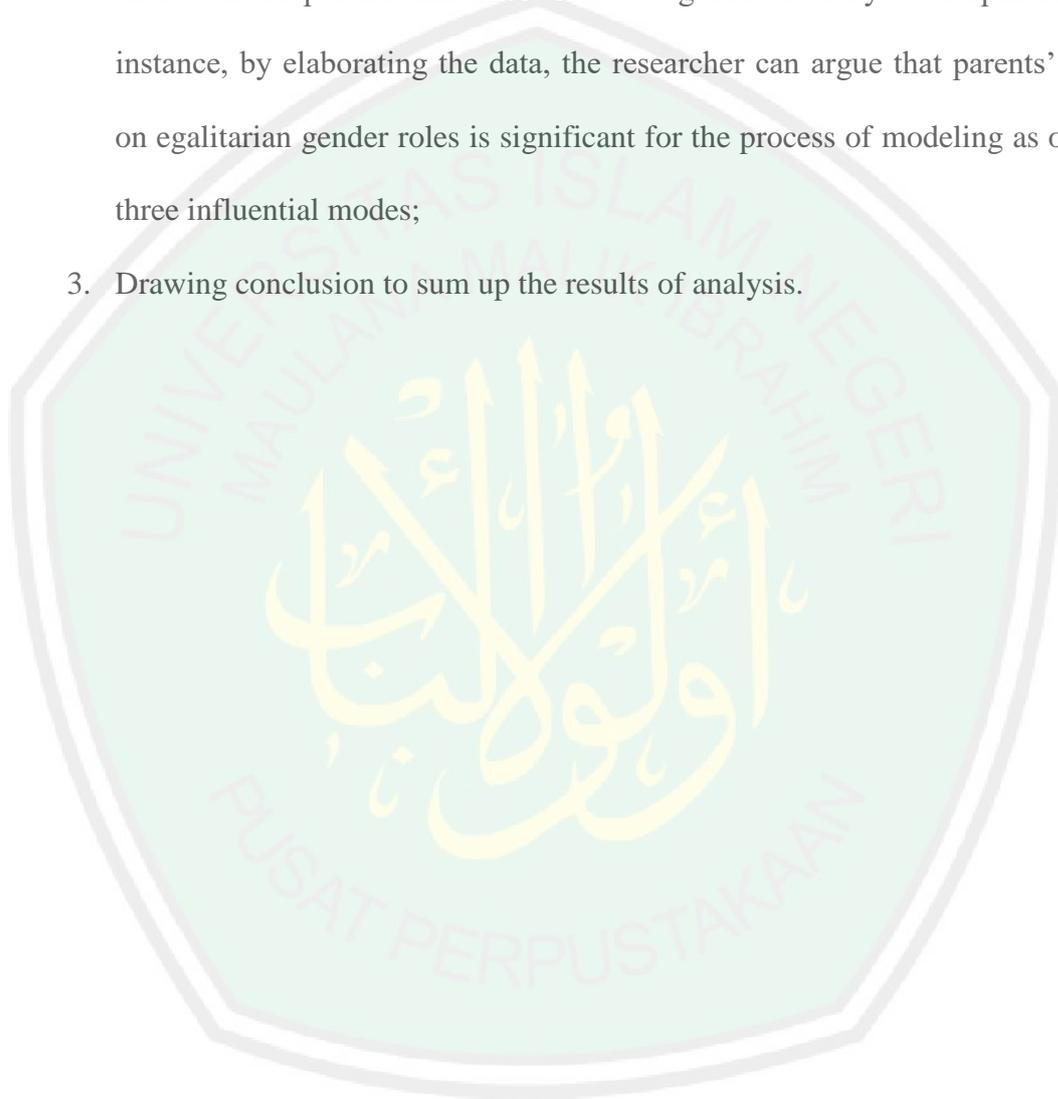 instance, by elaborating the data, the researcher can argue that parents’
on egalitarian gender roles is significant for the process of modeling as
three influential modes;
3. Drawing conclusion to sum up the results of analysis.
UNIVERSITAS ISLAM NEGERI
MAULANA MALIK IBRAHIM
أولوا الألباب
PUSAT PERPUSTAKAAN